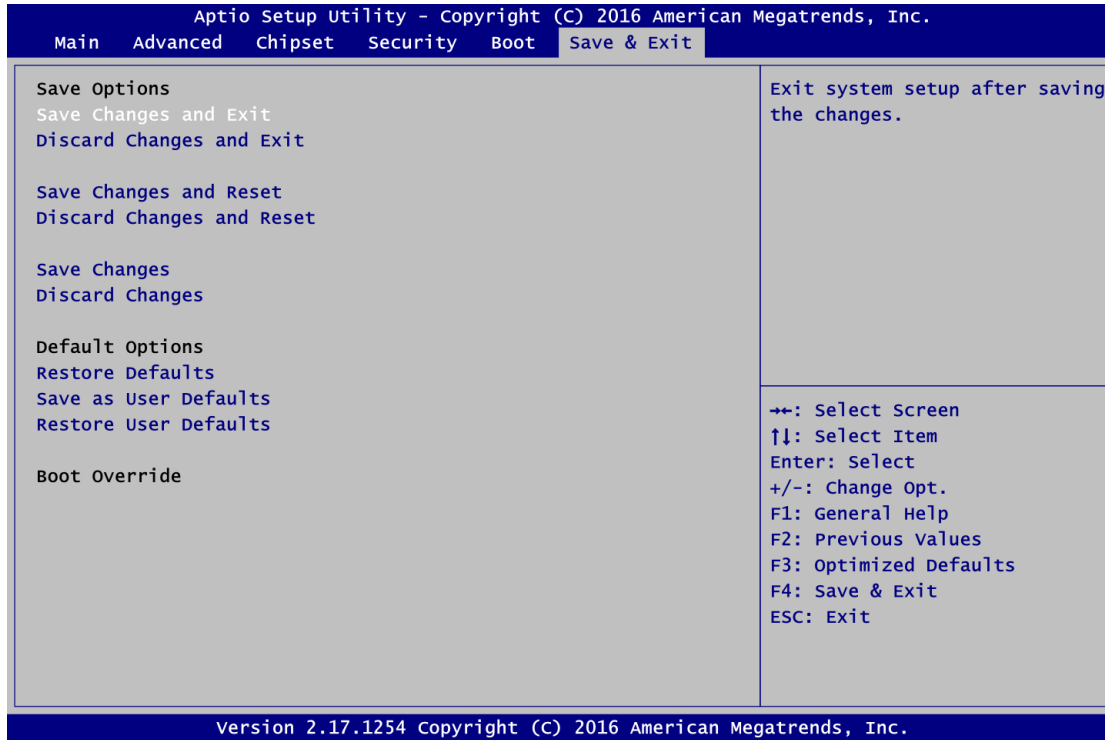 Aptio Setup Utility - Copyright (C) 2016 American Megatrends, Inc.
Main Advanced Chipset Security Boot Save & Exit
Save Options
Save Changes and Exit
Discard Changes and Exit
Save Changes and Reset
Discard Changes and Reset
Save Changes
Discard Changes
Default Options
Restore Defaults
Save as User Defaults
Restore User Defaults
Boot Override
Exit system setup after saving
the changes.
→←: Select Screen
↑↓: Select Item
Enter: Select
+/-: Change Opt.
F1: General Help
F2: Previous Values
F3: Optimized Defaults
F4: Save & Exit
ESC: Exit
Version 2.17.1254 Copyright (C) 2016 American Megatrends, Inc.